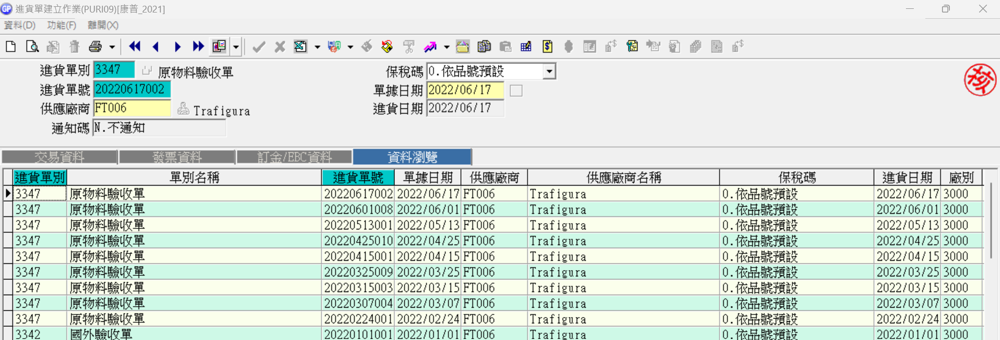 GP 進貨單建立作業(PURI09)[康普_2021]
資料(D) 功能(F) 離開(X)
進貨單別 3347 原物料驗收單 保稅碼 0.依品號預設
進貨單號 20220617002 單據日期 2022/06/17
供應廠商 FT006 Trafigura 進貨日期 2022/06/17
通知碼 N.不通知
交易資料 發票資料 訂金/EBC資料 資料瀏覽
進貨單別 單別名稱 進貨單號 單據日期 供應廠商 供應廠商名稱 保稅碼 進貨日期 廠別
3347 原物料驗收單 20220617002 2022/06/17 FT006 Trafigura 0.依品號預設 2022/06/17 3000
3347 原物料驗收單 20220601008 2022/06/01 FT006 Trafigura 0.依品號預設 2022/06/01 3000
3347 原物料驗收單 20220513001 2022/05/13 FT006 Trafigura 0.依品號預設 2022/05/13 3000
3347 原物料驗收單 20220425010 2022/04/25 FT006 Trafigura 0.依品號預設 2022/04/25 3000
3347 原物料驗收單 20220415001 2022/04/15 FT006 Trafigura 0.依品號預設 2022/04/15 3000
3347 原物料驗收單 20220325009 2022/03/25 FT006 Trafigura 0.依品號預設 2022/03/25 3000
3347 原物料驗收單 20220315003 2022/03/15 FT006 Trafigura 0.依品號預設 2022/03/15 3000
3347 原物料驗收單 20220307004 2022/03/07 FT006 Trafigura 0.依品號預設 2022/03/07 3000
3347 原物料驗收單 20220224001 2022/02/24 FT006 Trafigura 0.依品號預設 2022/02/24 3000
3342 國外驗收單 20220101001 2022/01/01 FT006 Trafigura 0.依品號預設 2022/01/01 3000